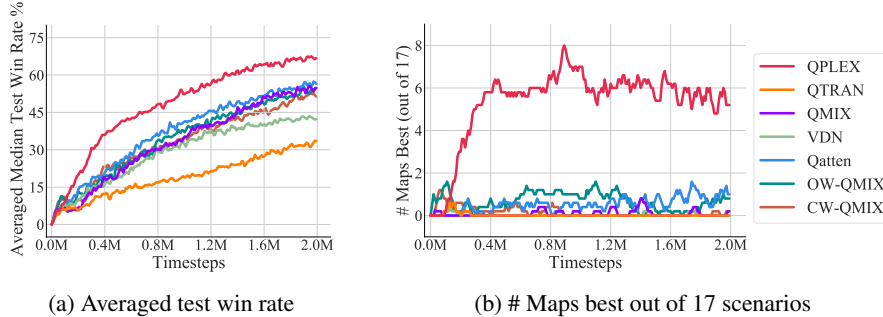 Averaged Median Test Win Rate %
75
60
45
30
15
0
0.0M 0.4M 0.8M 1.2M 1.6M 2.0M
Timesteps
(a) Averaged test win rate
# Maps Best (out of 17)
8
6
4
2
0
0.0M 0.4M 0.8M 1.2M 1.6M 2.0M
Timesteps
(b) # Maps best out of 17 scenarios
QPLEX
QTRAN
QMIX
VDN
Qatten
OW-QMIX
CW-QMIX